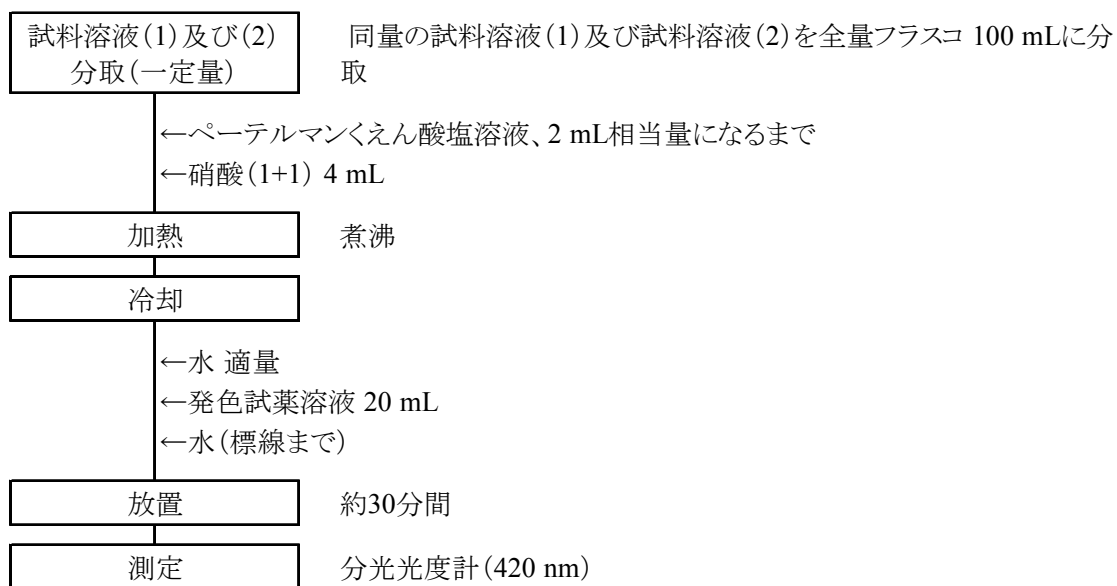 試料溶液(1)及び(2)
分取(一定量)
同量の試料溶液(1)及び試料溶液(2)を全量フラスコ 100 mLに分
取
←ペーテルマンくえん酸塩溶液、2 mL相当量になるまで
←硝酸(1+1) 4 mL
加熱 煮沸
冷却
←水 適量
←発色試薬溶液 20 mL
←水(標線まで)
放置 約30分間
測定 分光光度計(420 nm)